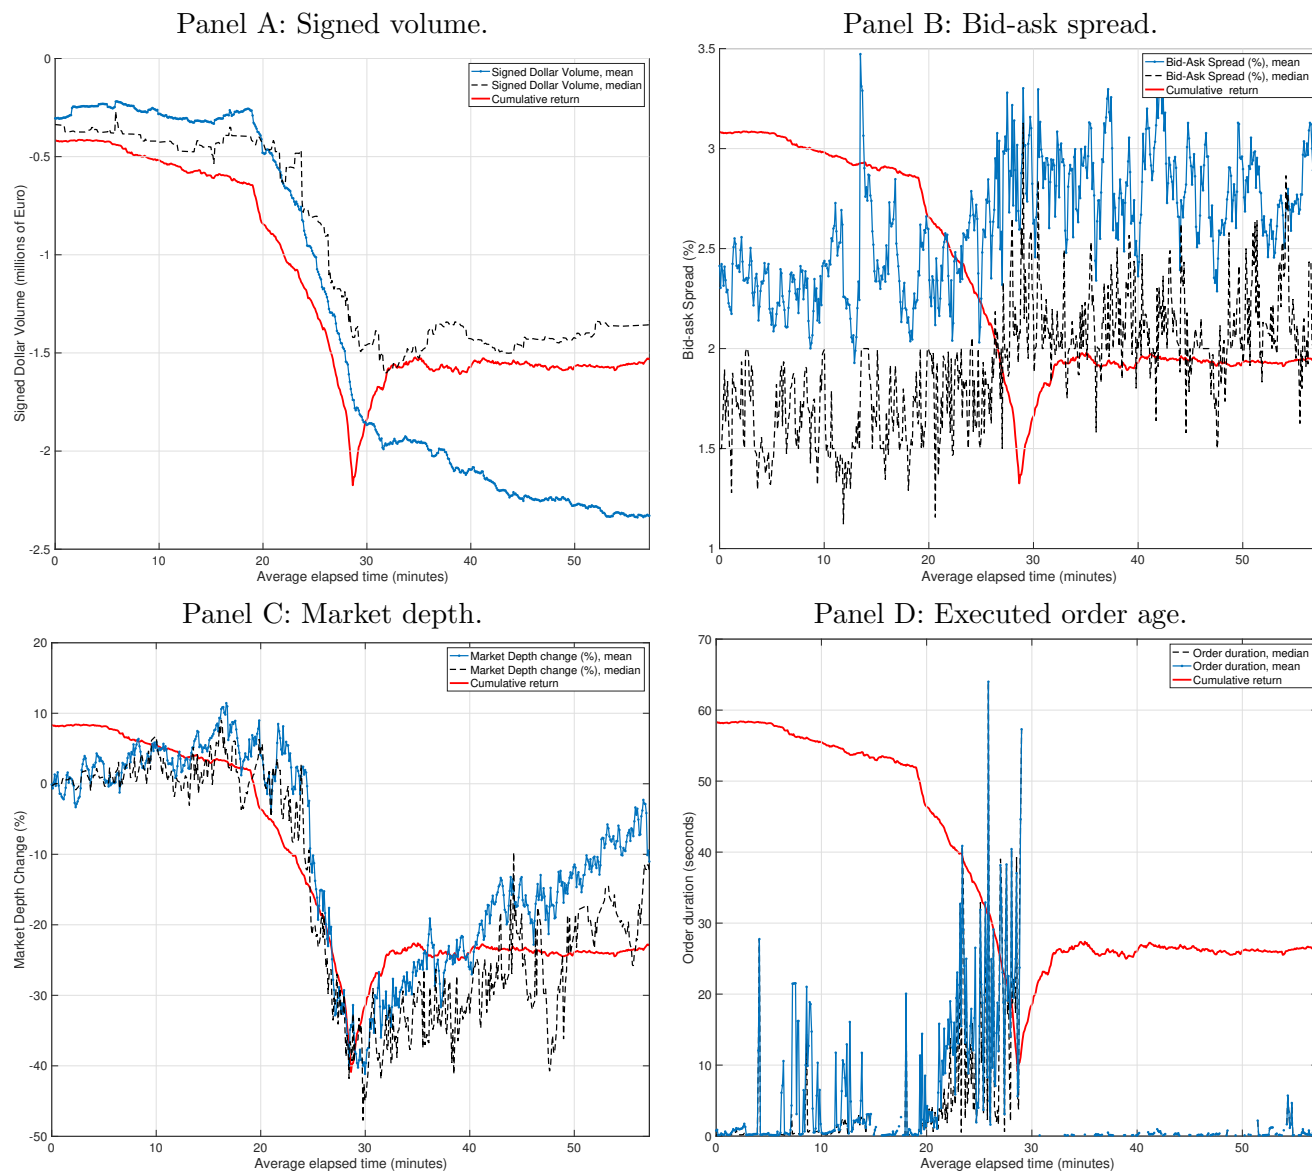 Panel A: Signed volume.
0
-0.5
-1
-1.5
-2
-2.5
Signed Dollar Volume (millions of Euro)
Signed Dollar Volume, mean
Signed Dollar Volume, median
Cumulative return
0 10 20 30 40 50
Average elapsed time (minutes)
Panel B: Bid-ask spread.
3.5
3
2.5
2
1.5
1
Bid-ask Spread (%)
Bid-Ask Spread (%), mean
Bid-Ask Spread (%), median
Cumulative return
0 10 20 30 40 50
Average elapsed time (minutes)
Panel C: Market depth.
20
10
0
-10
-20
-30
-40
-50
Market Depth Change (%)
Market Depth change (%), mean
Market Depth change (%), median
Cumulative return
0 10 20 30 40 50
Average elapsed time (minutes)
Panel D: Executed order age.
70
60
50
40
30
20
10
0
Order duration (seconds)
Order duration, median
Order duration, mean
Cumulative return
0 10 20 30 40 50
Average elapsed time (minutes)